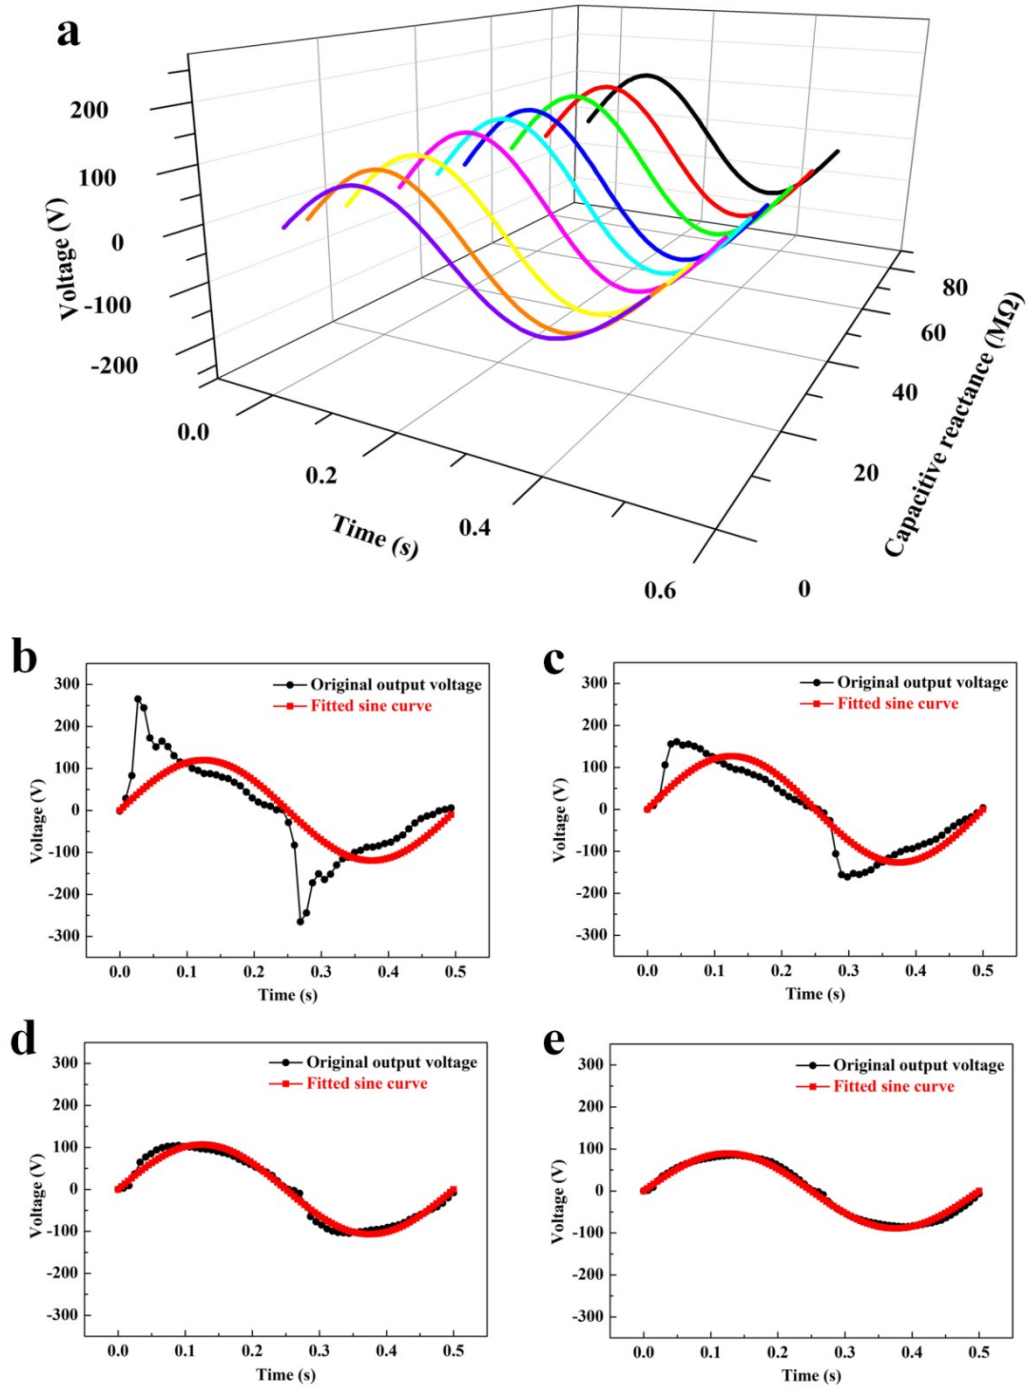 a
200
100
0
-100
-200
Voltage (V)
0.0
0.2
0.4
0.6
Time (s)
0
20
40
60
80
Capacitive reactance (MΩ)
b
Original output voltage
Fitted sine curve
300
200
100
0
-100
-200
-300
Voltage (V)
0.0 0.1 0.2 0.3 0.4 0.5
Time (s)
c
Original output voltage
Fitted sine curve
300
200
100
0
-100
-200
-300
Voltage (V)
0.0 0.1 0.2 0.3 0.4 0.5
Time (s)
d
Original output voltage
Fitted sine curve
300
200
100
0
-100
-200
-300
Voltage (V)
0.0 0.1 0.2 0.3 0.4 0.5
Time (s)
e
Original output voltage
Fitted sine curve
300
200
100
0
-100
-200
-300
Voltage (V)
0.0 0.1 0.2 0.3 0.4 0.5
Time (s)